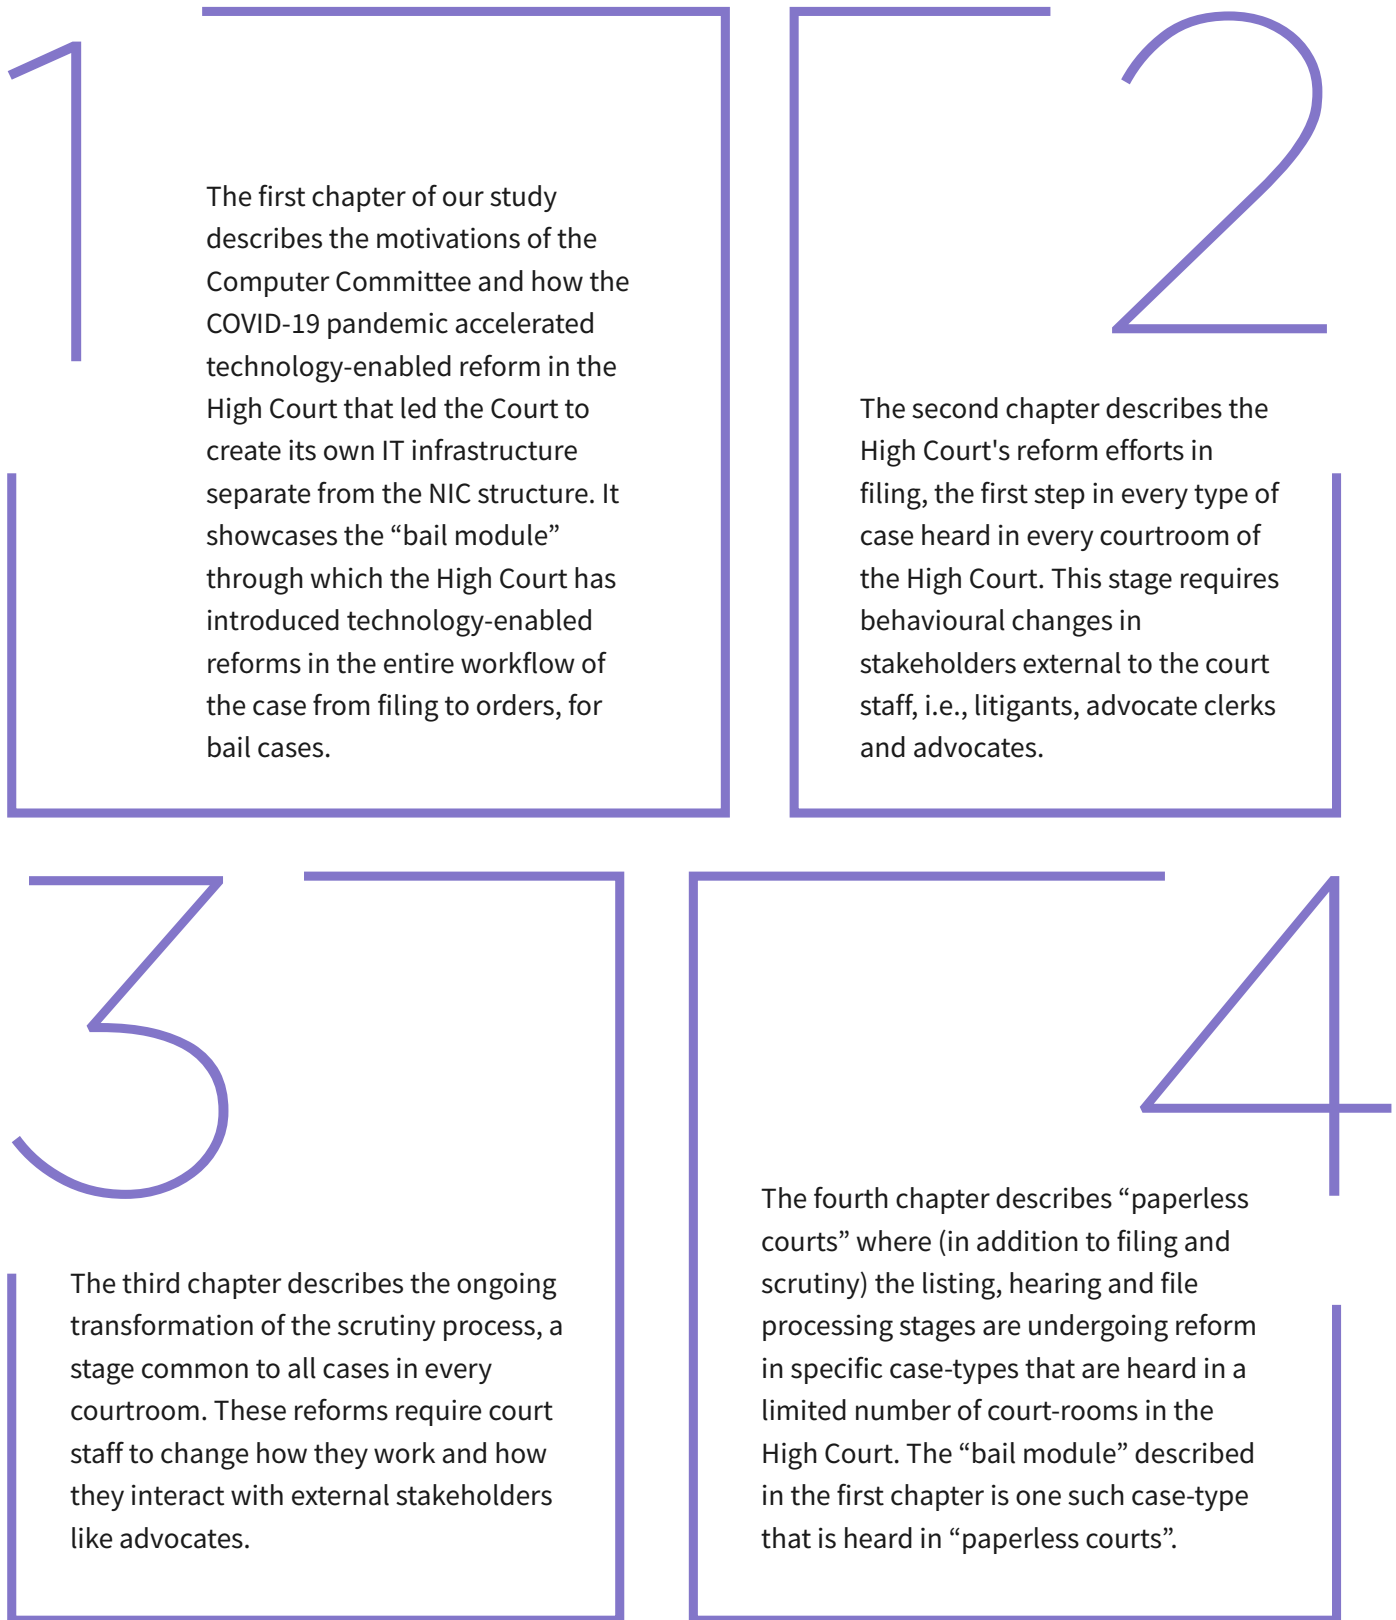 1
The first chapter of our study
describes the motivations of the
Computer Committee and how the
COVID-19 pandemic accelerated
technology-enabled reform in the
High Court that led the Court to
create its own IT infrastructure
separate from the NIC structure. It
showcases the “bail module”
through which the High Court has
introduced technology-enabled
reforms in the entire workflow of
the case from filing to orders, for
bail cases.
2
The second chapter describes the
High Court's reform efforts in
filing, the first step in every type of
case heard in every courtroom of
the High Court. This stage requires
behavioural changes in
stakeholders external to the court
staff, i.e., litigants, advocate clerks
and advocates.
3
The third chapter describes the ongoing
transformation of the scrutiny process, a
stage common to all cases in every
courtroom. These reforms require court
staff to change how they work and how
they interact with external stakeholders
like advocates.
4
The fourth chapter describes “paperless
courts” where (in addition to filing and
scrutiny) the listing, hearing and file
processing stages are undergoing reform
in specific case-types that are heard in a
limited number of court-rooms in the
High Court. The “bail module” described
in the first chapter is one such case-type
that is heard in “paperless courts”.